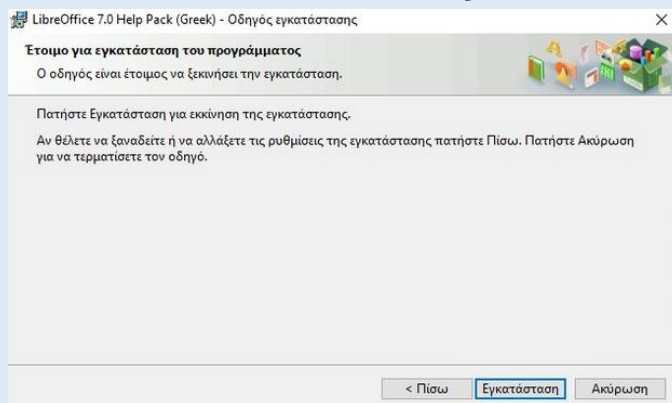 LibreOffice 7.0 Help Pack (Greek) - Οδηγός εγκατάστασης
Έτοιμο για εγκατάσταση του προγράμματος
Ο οδηγός είναι έτοιμος να ξεκινήσει την εγκατάσταση.
Πατήστε Εγκατάσταση για εκκίνηση της εγκατάστασης.
Αν θέλετε να ξαναδείτε ή να αλλάξετε τις ρυθμίσεις της εγκατάστασης πατήστε Πίσω. Πατήστε Ακύρωση
για να τερματίσετε τον οδηγό.
< Πίσω Εγκατάσταση Ακύρωση